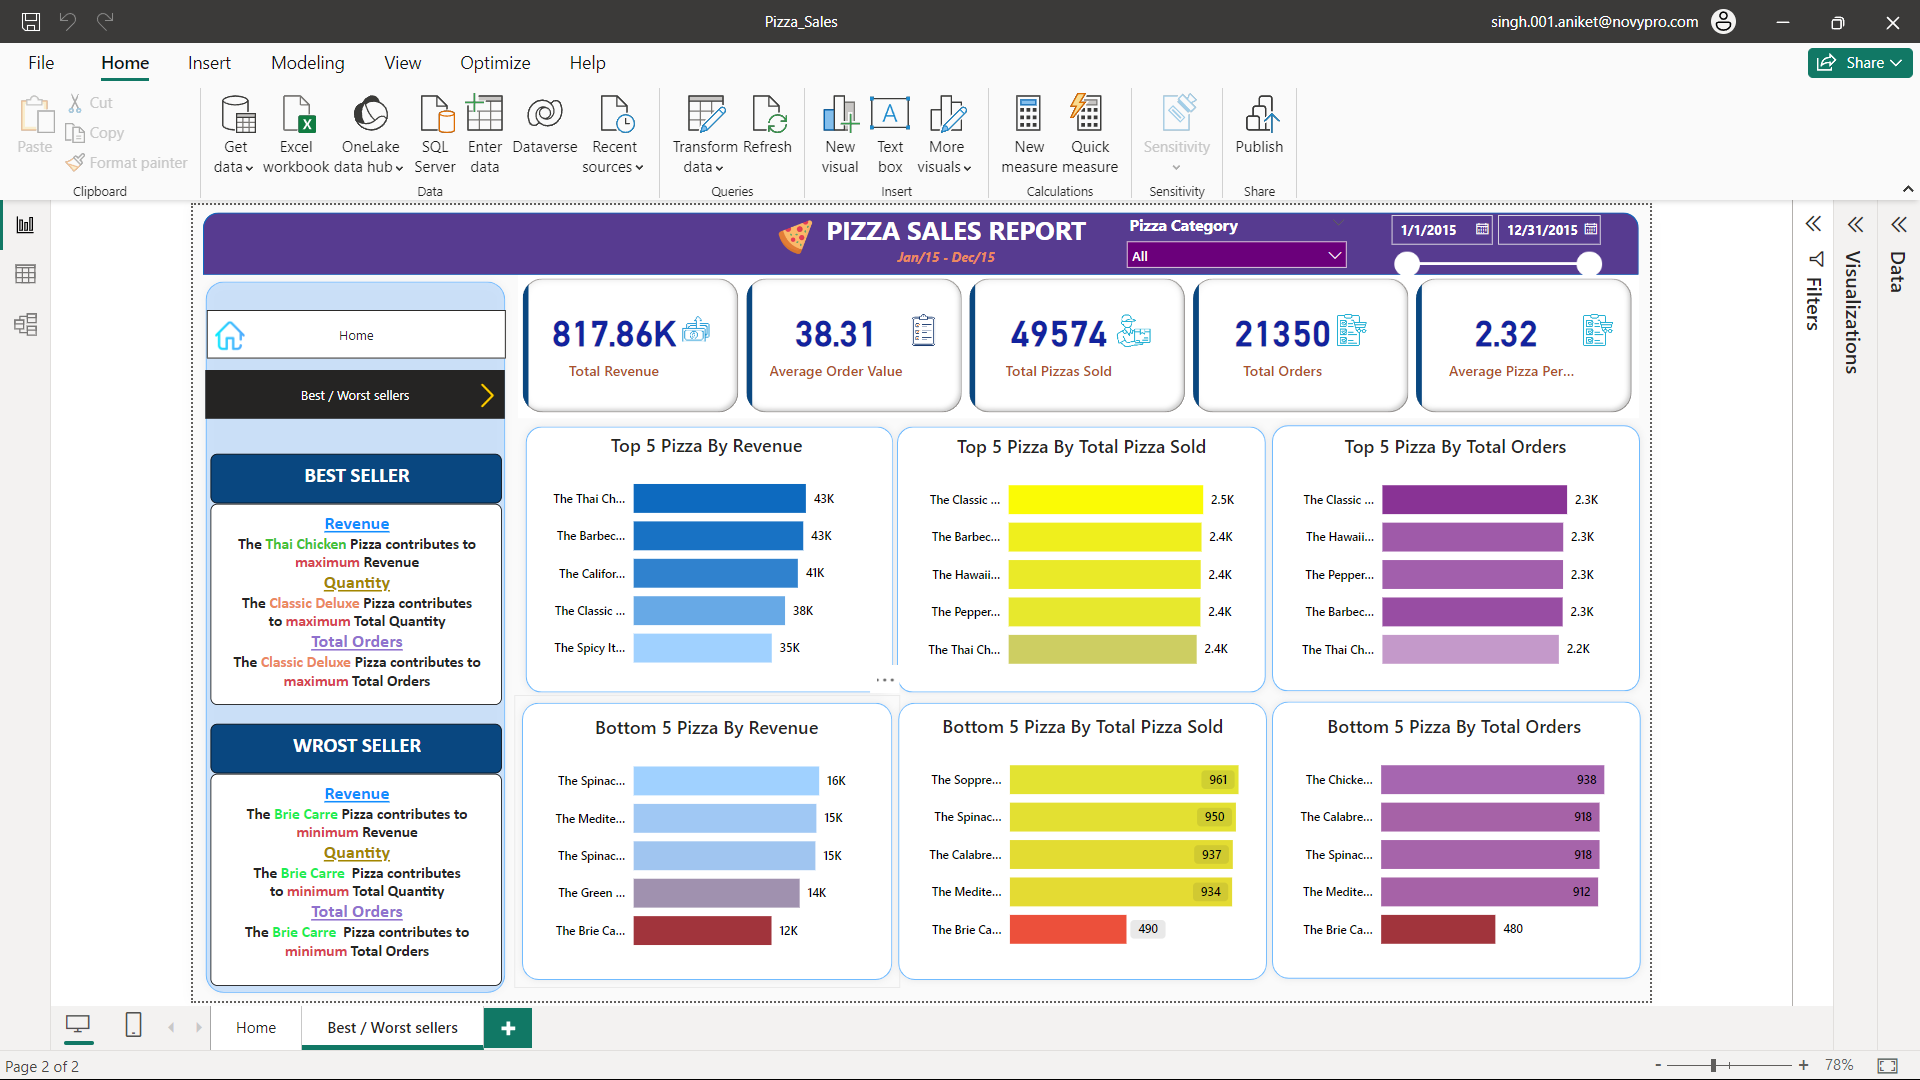 Pizza_Sales
singh.001.aniket@novypro.com
File
Home
Insert
Modeling
View
Optimize
Help
Share
Paste
Cut
Copy
Format painter
Clipboard
Get data
Excel workbook
OneLake data hub
SQL Server
Enter data
Dataverse
Recent sources
Data
Transform data
Refresh
Queries
New visual
Text box
More visuals
Insert
New measure
Quick measure
Calculations
Sensitivity
Sensitivity
Publish
Share
PIZZA SALES REPORT
Jan/15 - Dec/15
Pizza Category
All
1/1/2015
12/31/2015
Filters
Visualizations
Data
Home
Best / Worst sellers
817.86K
Total Revenue
38.31
Average Order Value
49574
Total Pizzas Sold
21350
Total Orders
2.32
Average Pizza Per...
BEST SELLER
Revenue
The Thai Chicken Pizza contributes to
maximum Revenue
Quantity
The Classic Deluxe Pizza contributes
to maximum Total Quantity
Total Orders
The Classic Deluxe Pizza contributes to
maximum Total Orders
WROST SELLER
Revenue
The Brie Carre Pizza contributes to
minimum Revenue
Quantity
The Brie Carre Pizza contributes
to minimum Total Quantity
Total Orders
The Brie Carre Pizza contributes to
minimum Total Orders
Top 5 Pizza By Revenue
The Thai Ch... 43K
The Barbec... 43K
The Califor... 41K
The Classic ... 38K
The Spicy It... 35K
Top 5 Pizza By Total Pizza Sold
The Classic ... 2.5K
The Barbec... 2.4K
The Hawaii... 2.4K
The Pepper... 2.4K
The Thai Ch... 2.4K
Top 5 Pizza By Total Orders
The Classic ... 2.3K
The Hawaii... 2.3K
The Pepper... 2.3K
The Barbec... 2.3K
The Thai Ch... 2.2K
Bottom 5 Pizza By Revenue
The Spinac... 16K
The Medite... 15K
The Spinac... 15K
The Green ... 14K
The Brie Ca... 12K
Bottom 5 Pizza By Total Pizza Sold
The Soppre... 961
The Spinac... 950
The Calabre... 937
The Medite... 934
The Brie Ca... 490
Bottom 5 Pizza By Total Orders
The Chicke... 938
The Calabre... 918
The Spinac... 918
The Medite... 912
The Brie Ca... 480
Home
Best / Worst sellers
Page 2 of 2
78%